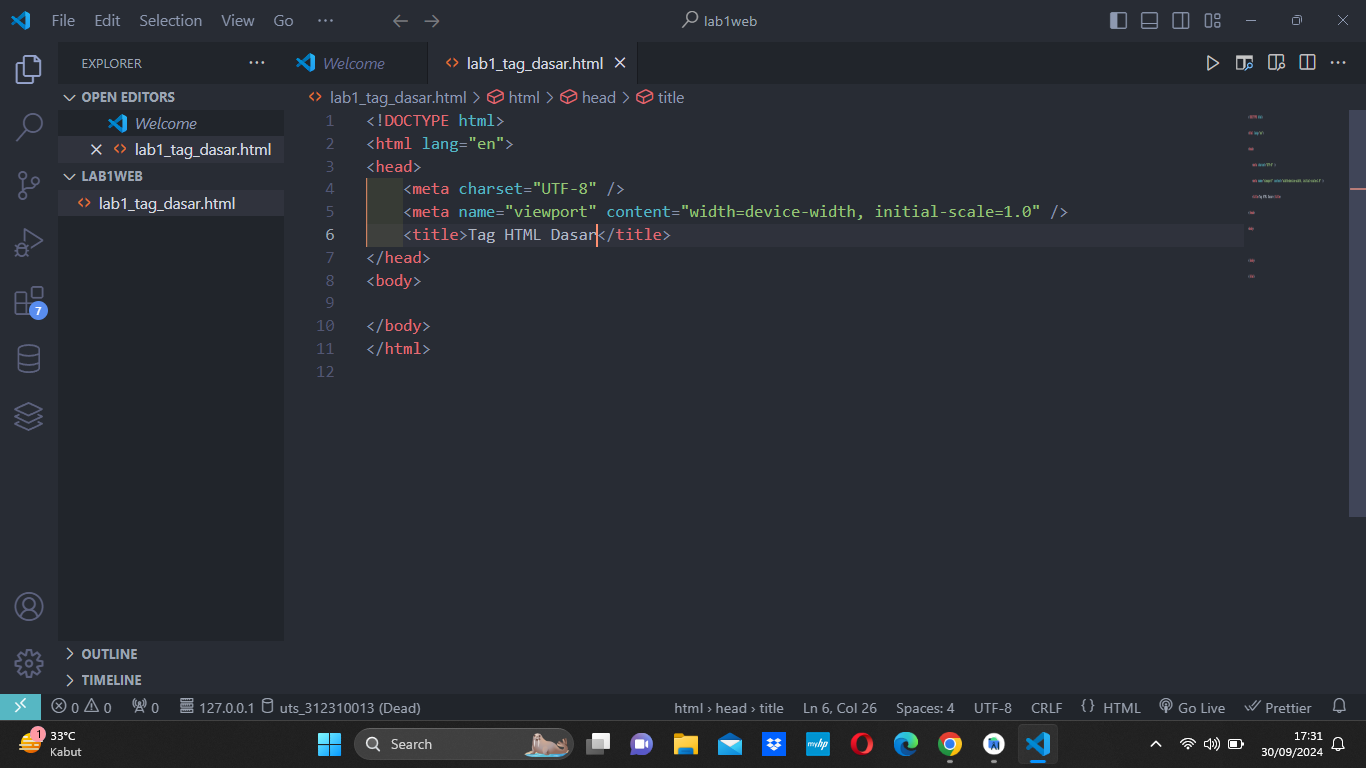 File Edit Selection View Go ··· lab1web
EXPLORER ···
Welcome lab1_tag_dasar.html
OPEN EDITORS
Welcome
lab1_tag_dasar.html
LAB1WEB
lab1_tag_dasar.html
lab1_tag_dasar.html > html > head > title
1 <!DOCTYPE html>
2 <html lang="en">
3 <head>
4 <meta charset="UTF-8" />
5 <meta name="viewport" content="width=device-width, initial-scale=1.0" />
6 <title>Tag HTML Dasar</title>
7 </head>
8 <body>
9
10 </body>
11 </html>
12
7
OUTLINE
TIMELINE
0 0 0 127.0.0.1 uts_312310013 (Dead) html › head › title Ln 6, Col 26 Spaces: 4 UTF-8 CRLF {} HTML Go Live Prettier
1 33°C
Kabut
Search
myhp
17:31
30/09/2024